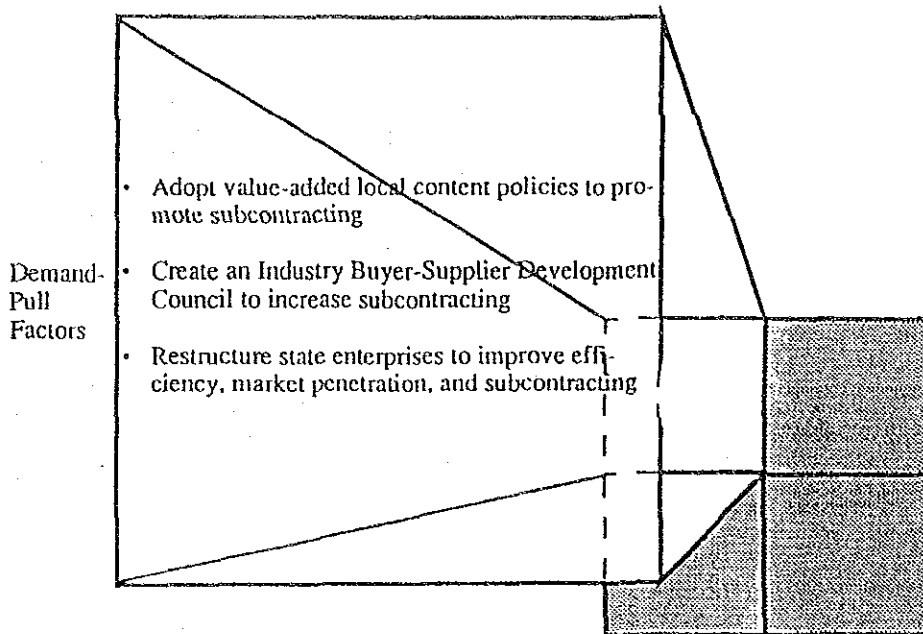 Demand-
Pull
Factors
• Adopt value-added local content policies to pro-
mote subcontracting
• Create an Industry Buyer-Supplier Development
Council to increase subcontracting
• Restructure state enterprises to improve effi-
ciency, market penetration, and subcontracting